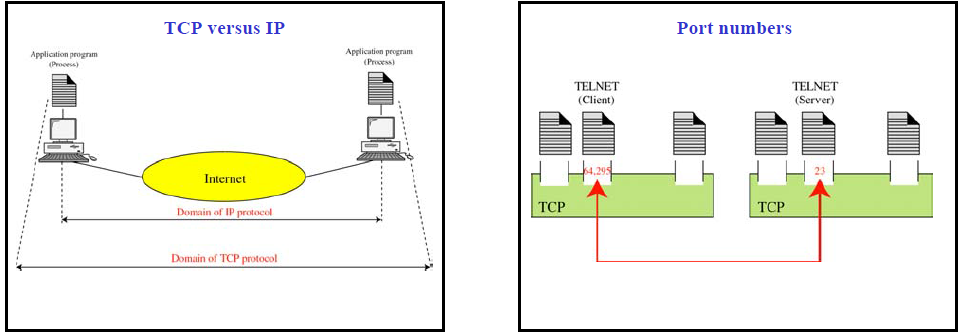 TCP versus IP
Application program
(Process)
Application program
(Process)
Internet
Domain of IP protocol
Domain of TCP protocol
Port numbers
TELNET
(Client)
TELNET
(Server)
64,295
23
TCP
TCP